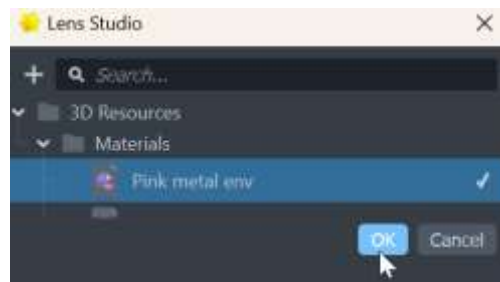 Lens Studio
Search...
3D Resources
Materials
Pink metal env
OK Cancel